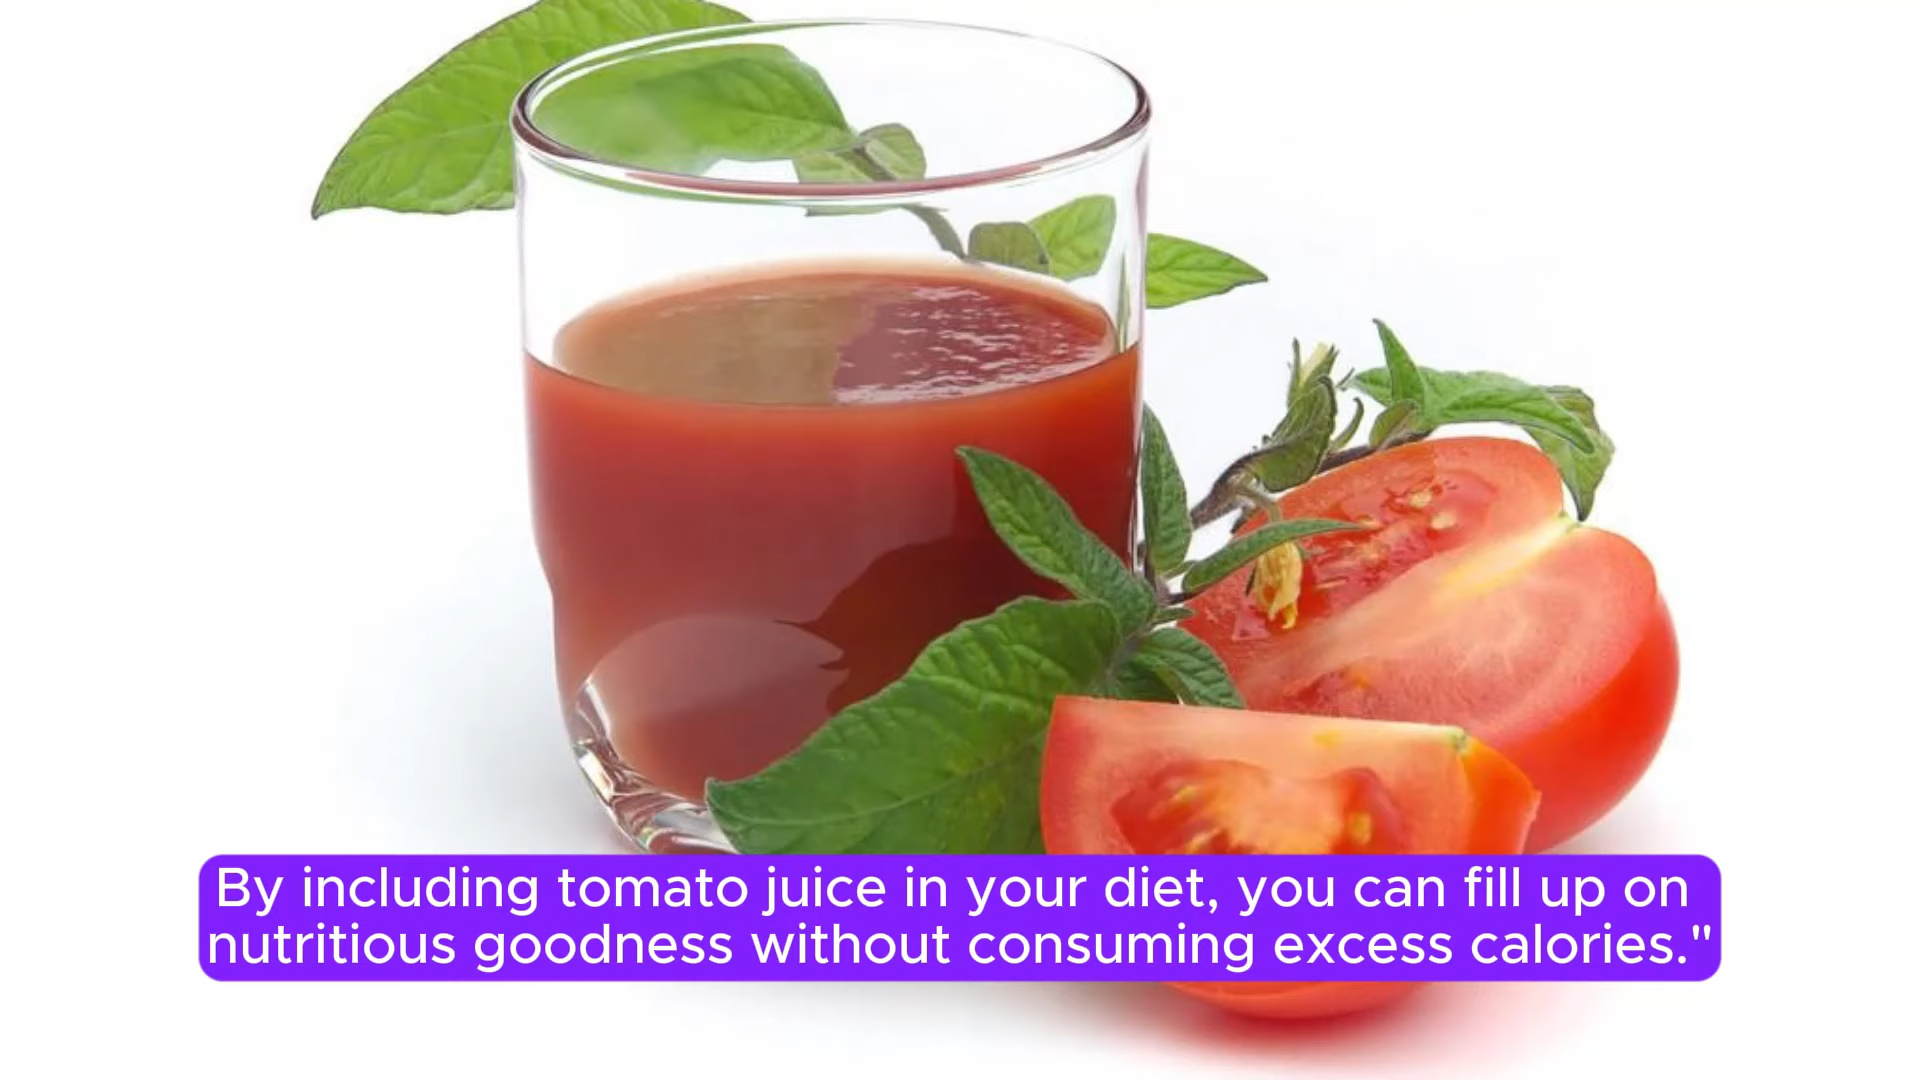 By including tomato juice in your diet, you can fill up on
nutritious goodness without consuming excess calories."